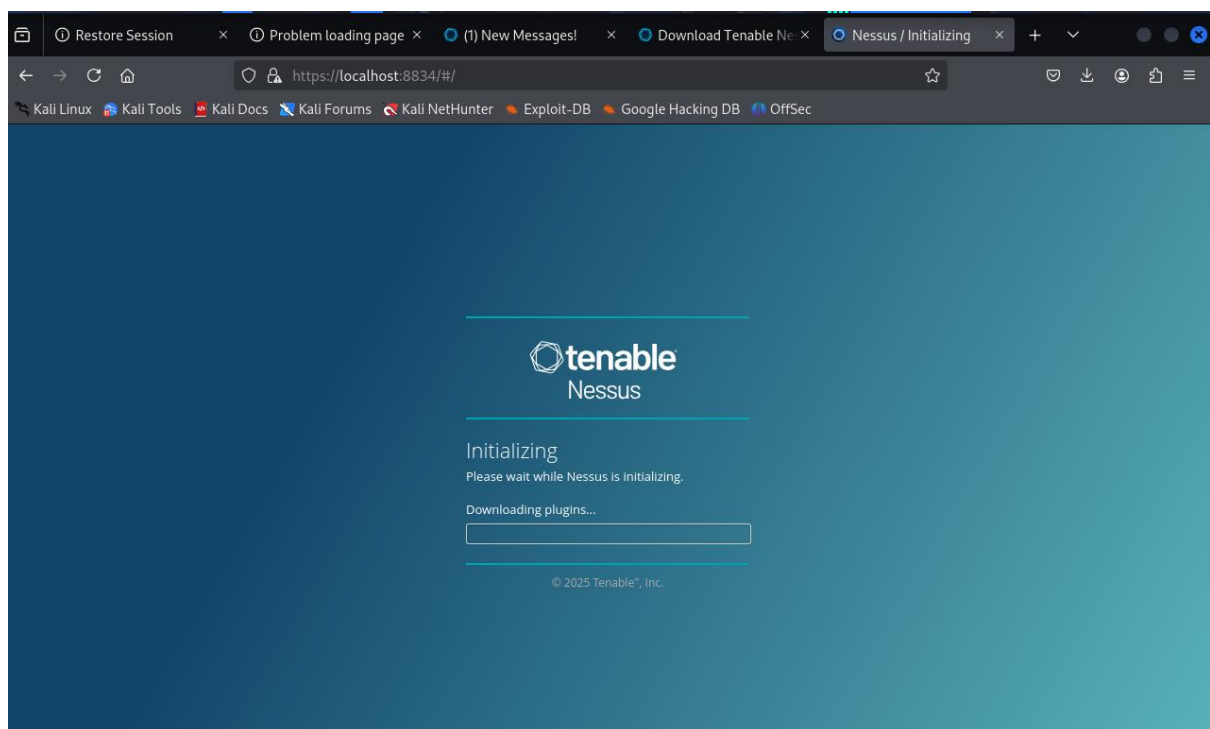 Restore Session
Problem loading page
(1) New Messages!
Download Tenable Ne
Nessus / Initializing
https://localhost:8834/#/
Kali Linux Kali Tools Kali Docs Kali Forums Kali NetHunter Exploit-DB Google Hacking DB OffSec
tenable
Nessus
Initializing
Please wait while Nessus is initializing.
Downloading plugins...
© 2025 Tenable™, Inc.